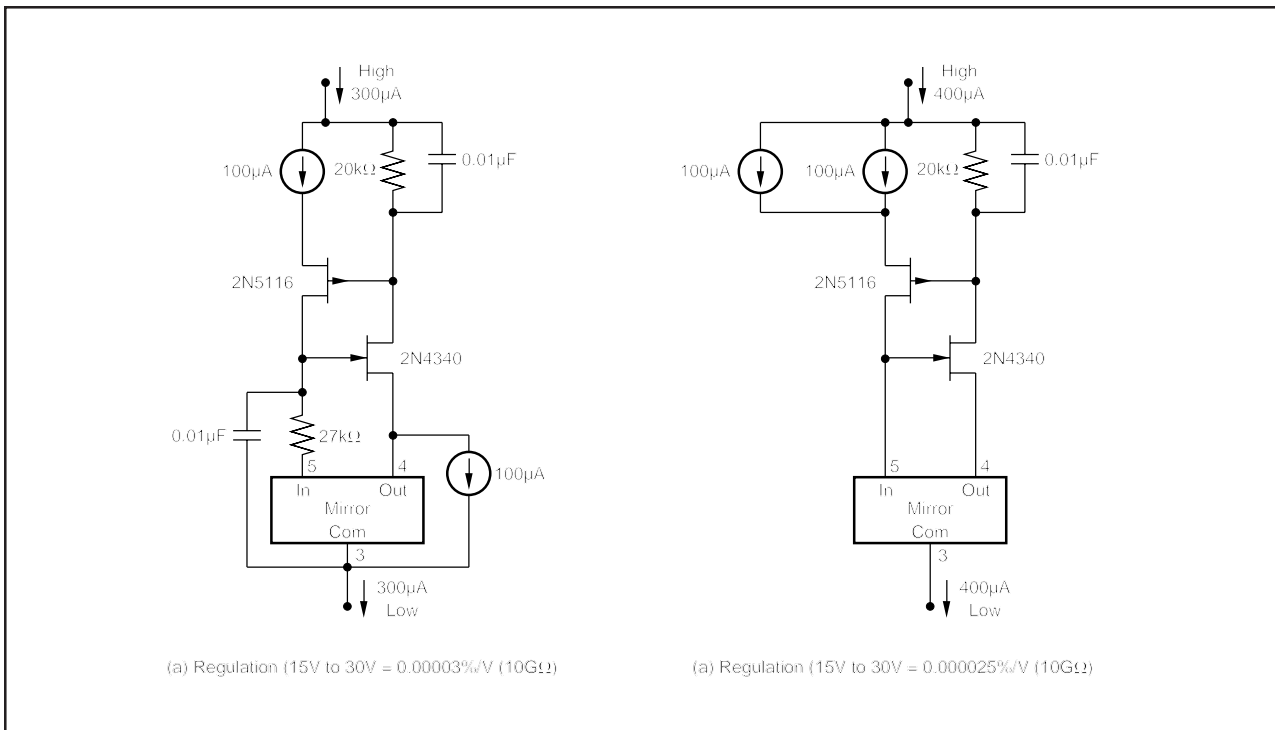 High
300µA
100µA
20kΩ
0.01µF
2N5116
2N4340
0.01µF
27kΩ
5
4
100µA
In
Out
Mirror
Com
3
300µA
Low
(a) Regulation (15V to 30V = 0.00003%/V (10GΩ)
High
400µA
100µA
100µA
20kΩ
0.01µF
2N5116
2N4340
5
4
In
Out
Mirror
Com
3
400µA
Low
(a) Regulation (15V to 30V = 0.000025%/V (10GΩ)